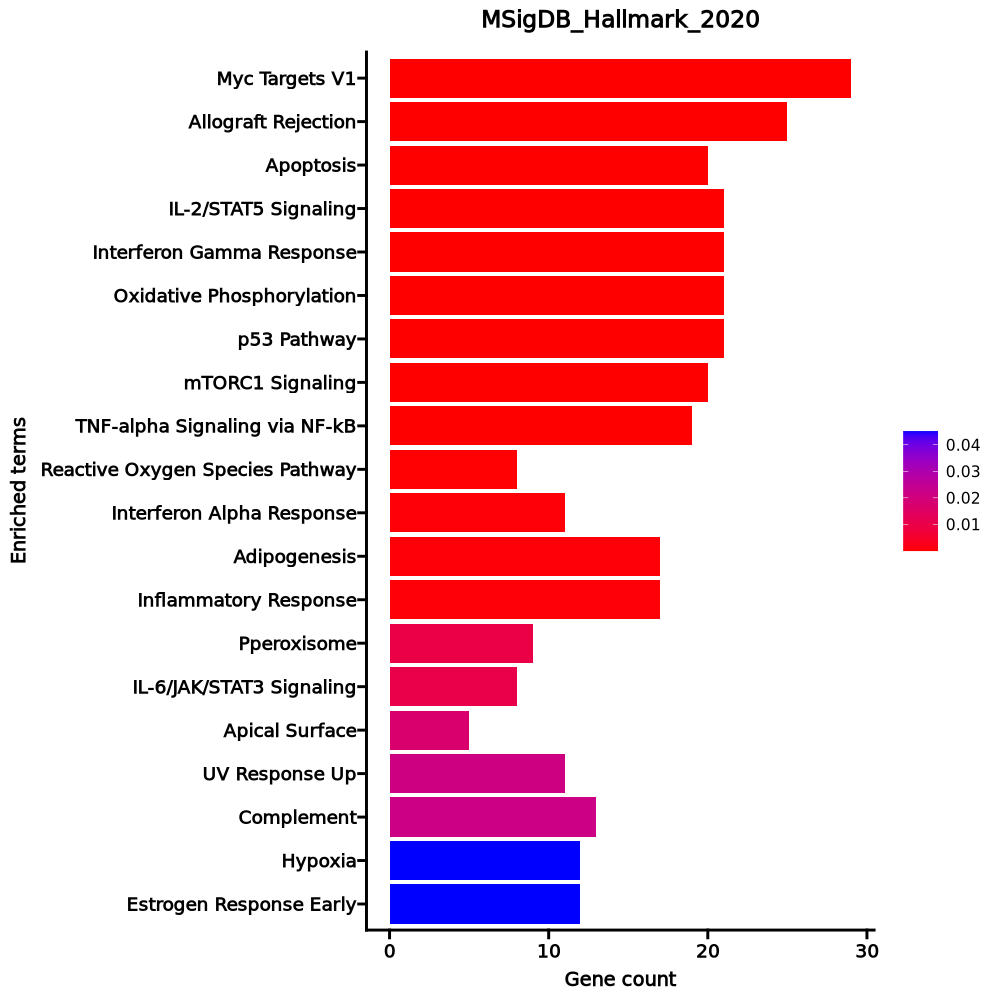 MSigDB_Hallmark_2020
Myc Targets V1
Allograft Rejection
Apoptosis
IL-2/STAT5 Signaling
Interferon Gamma Response
Oxidative Phosphorylation
p53 Pathway
mTORC1 Signaling
TNF-alpha Signaling via NF-kB
Reactive Oxygen Species Pathway
Interferon Alpha Response
Adipogenesis
Inflammatory Response
Pperoxisome
IL-6/JAK/STAT3 Signaling
Apical Surface
UV Response Up
Complement
Hypoxia
Estrogen Response Early
Enriched terms
0 10 20 30
Gene count
0.04
0.03
0.02
0.01